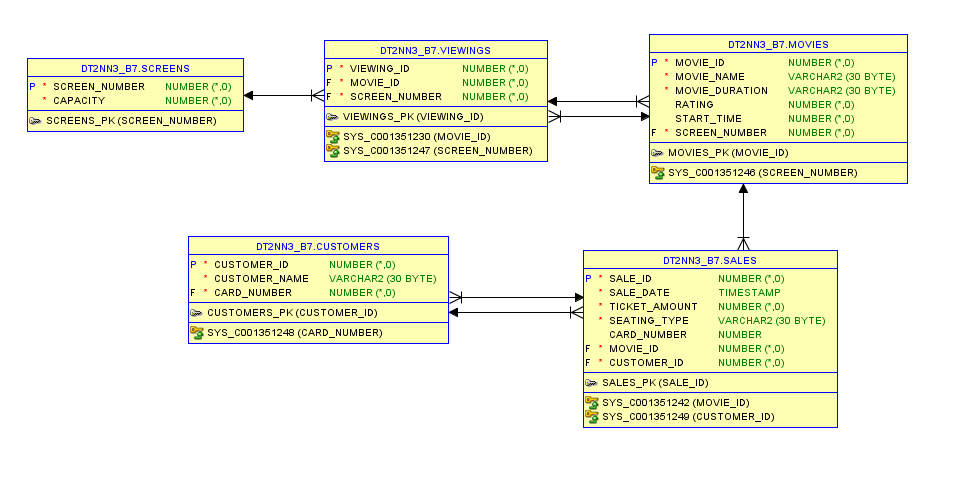 DT2NN3_B7.SCREENS
P * SCREEN_NUMBER NUMBER (*,0)
* CAPACITY NUMBER (*,0)
SCREENS_PK (SCREEN_NUMBER)
DT2NN3_B7.VIEWINGS
P * VIEWING_ID NUMBER (*,0)
F * MOVIE_ID NUMBER (*,0)
F * SCREEN_NUMBER NUMBER (*,0)
VIEWINGS_PK (VIEWING_ID)
SYS_C001351230 (MOVIE_ID)
SYS_C001351247 (SCREEN_NUMBER)
DT2NN3_B7.MOVIES
P * MOVIE_ID NUMBER (*,0)
* MOVIE_NAME VARCHAR2 (30 BYTE)
* MOVIE_DURATION VARCHAR2 (30 BYTE)
RATING NUMBER (*,0)
START_TIME NUMBER (*,0)
F * SCREEN_NUMBER NUMBER (*,0)
MOVIES_PK (MOVIE_ID)
SYS_C001351246 (SCREEN_NUMBER)
DT2NN3_B7.CUSTOMERS
P * CUSTOMER_ID NUMBER (*,0)
* CUSTOMER_NAME VARCHAR2 (30 BYTE)
F * CARD_NUMBER NUMBER (*,0)
CUSTOMERS_PK (CUSTOMER_ID)
SYS_C001351248 (CARD_NUMBER)
DT2NN3_B7.SALES
P * SALE_ID NUMBER (*,0)
* SALE_DATE TIMESTAMP
* TICKET_AMOUNT NUMBER (*,0)
* SEATING_TYPE VARCHAR2 (30 BYTE)
CARD_NUMBER NUMBER
F * MOVIE_ID NUMBER (*,0)
F * CUSTOMER_ID NUMBER (*,0)
SALES_PK (SALE_ID)
SYS_C001351242 (MOVIE_ID)
SYS_C001351249 (CUSTOMER_ID)